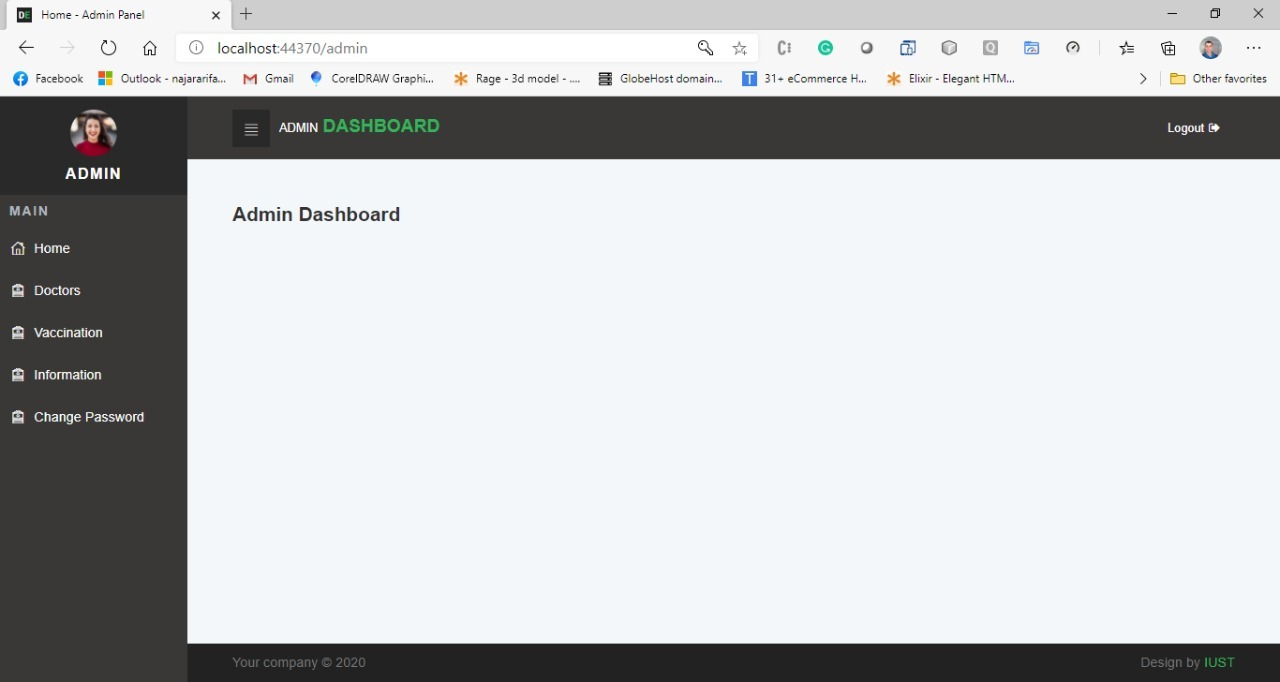 DE Home - Admin Panel
localhost:44370/admin
Facebook Outlook - najararifa... Gmail CorelDRAW Graphi... Rage - 3d model - .... GlobeHost domain... T 31+ eCommerce H... Elixir - Elegant HTM... Other favorites
ADMIN DASHBOARD Logout
ADMIN
MAIN
Home
Doctors
Vaccination
Information
Change Password
Admin Dashboard
Your company © 2020 Design by IUST